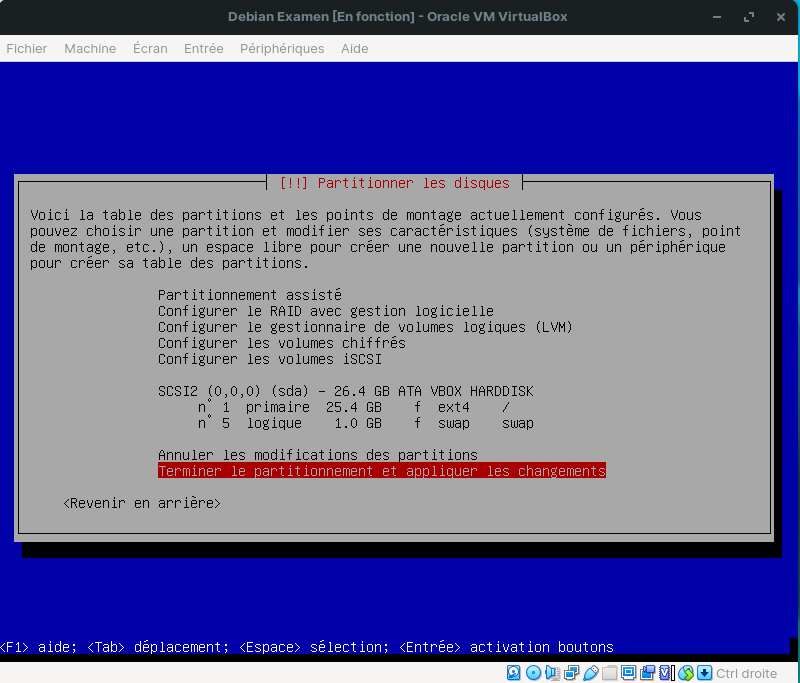 Debian Examen [En fonction] - Oracle VM VirtualBox
Fichier Machine Écran Entrée Périphériques Aide
[!!] Partitionner les disques
Voici la table des partitions et les points de montage actuellement configurés. Vous
pouvez choisir une partition et modifier ses caractéristiques (système de fichiers, point
de montage, etc.), un espace libre pour créer une nouvelle partition ou un périphérique
pour créer sa table des partitions.
Partitionnement assisté
Configurer le RAID avec gestion logicielle
Configurer le gestionnaire de volumes logiques (LVM)
Configurer les volumes chiffrés
Configurer les volumes iSCSI
SCSI2 (0,0,0) (sda) - 26.4 GB ATA VBOX HARDDISK
n° 1 primaire 25.4 GB f ext4 /
n° 5 logique 1.0 GB f swap swap
Annuler les modifications des partitions
Terminer le partitionnement et appliquer les changements
<Revenir en arrière>
<F1> aide; <Tab> déplacement; <Espace> sélection; <Entrée> activation boutons
Ctrl droite